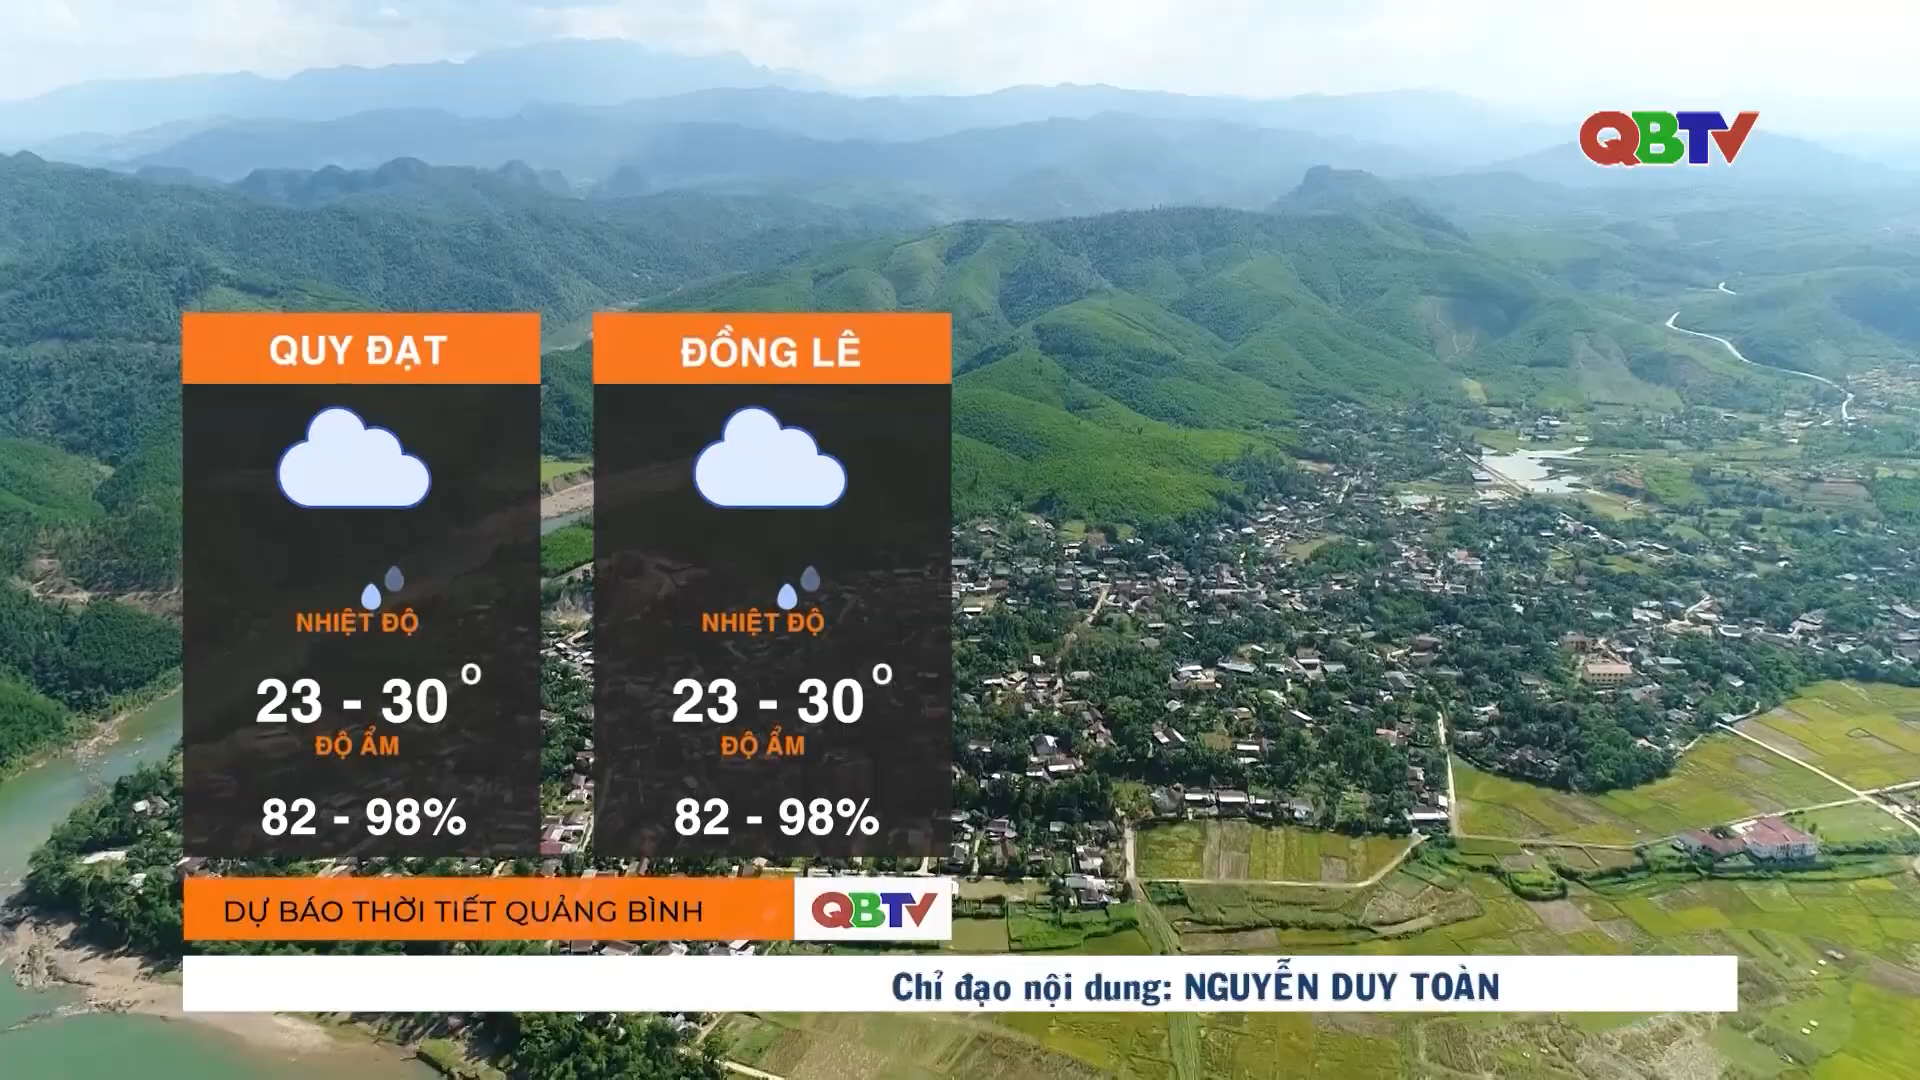 QBTV
QUY ĐẠT
NHIỆT ĐỘ
23 - 30°
ĐỘ ẨM
82 - 98%
ĐỒNG LÊ
NHIỆT ĐỘ
23 - 30°
ĐỘ ẨM
82 - 98%
DỰ BÁO THỜI TIẾT QUẢNG BÌNH
QBTV
Chỉ đạo nội dung: NGUYỄN DUY TOÀN